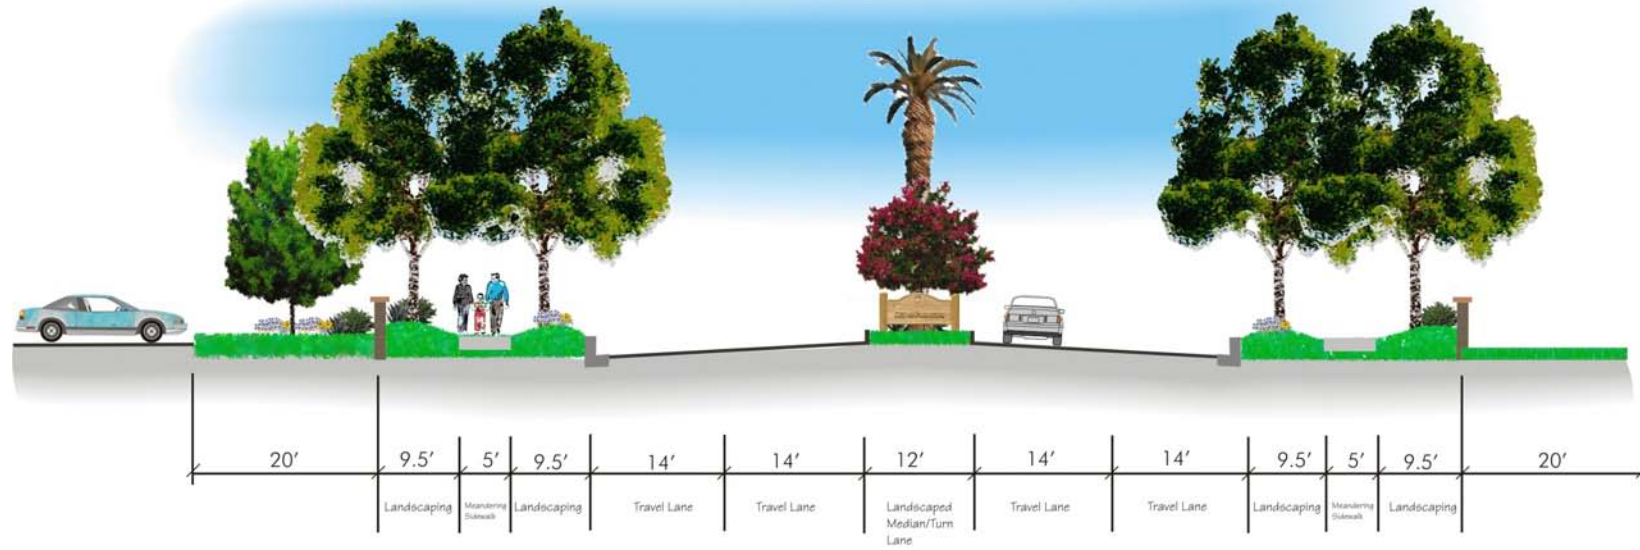 20' 9.5' 5' 9.5' 14' 14' 12' 14' 14' 9.5' 5' 9.5' 20'
Landscaping Meandering Landscaping Travel Lane Travel Lane Landscaped Travel Lane Travel Lane Landscaping Meandering Landscaping
Sidewalk Median/Turn Sidewalk
Lane